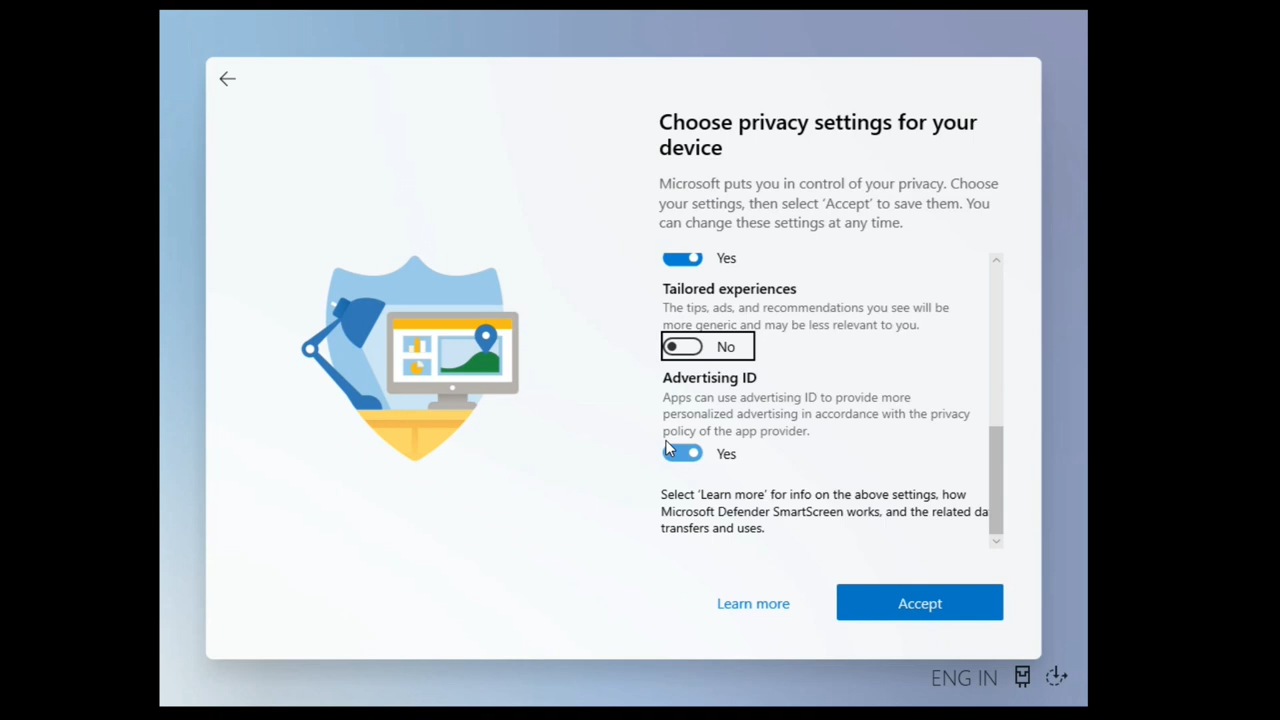 Choose privacy settings for your
device
Microsoft puts you in control of your privacy. Choose
your settings, then select ‘Accept’ to save them. You
can change these settings at any time.
Yes
Tailored experiences
The tips, ads, and recommendations you see will be
more generic and may be less relevant to you.
No
Advertising ID
Apps can use advertising ID to provide more
personalized advertising in accordance with the privacy
policy of the app provider.
Yes
Select ‘Learn more’ for info on the above settings, how
Microsoft Defender SmartScreen works, and the related da
transfers and uses.
Learn more
Accept
ENG IN